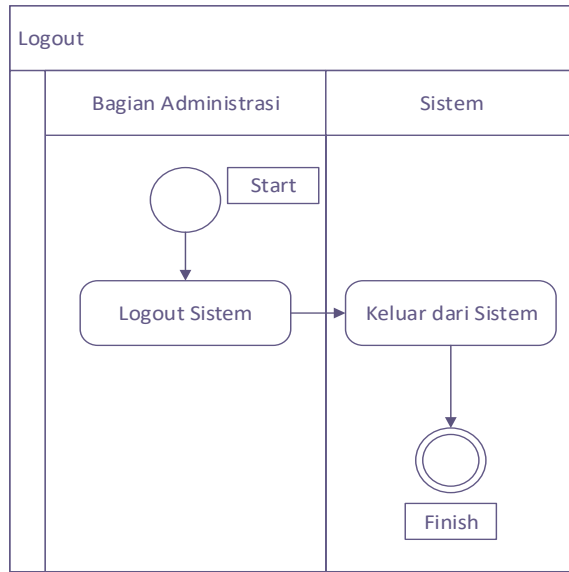 Logout
Bagian Administrasi
Sistem
Start
Logout Sistem
Keluar dari Sistem
Finish